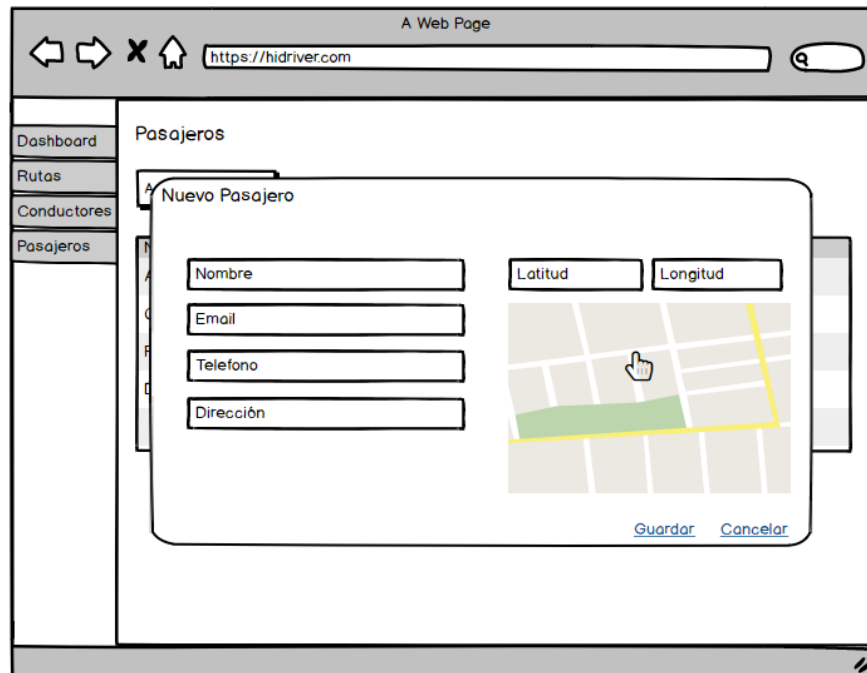 A Web Page
https://hidriver.com
Dashboard
Rutas
Conductores
Pasajeros
Pasajeros
Nuevo Pasajero
Nombre
Email
Telefono
Dirección
Latitud
Longitud
Guardar
Cancelar